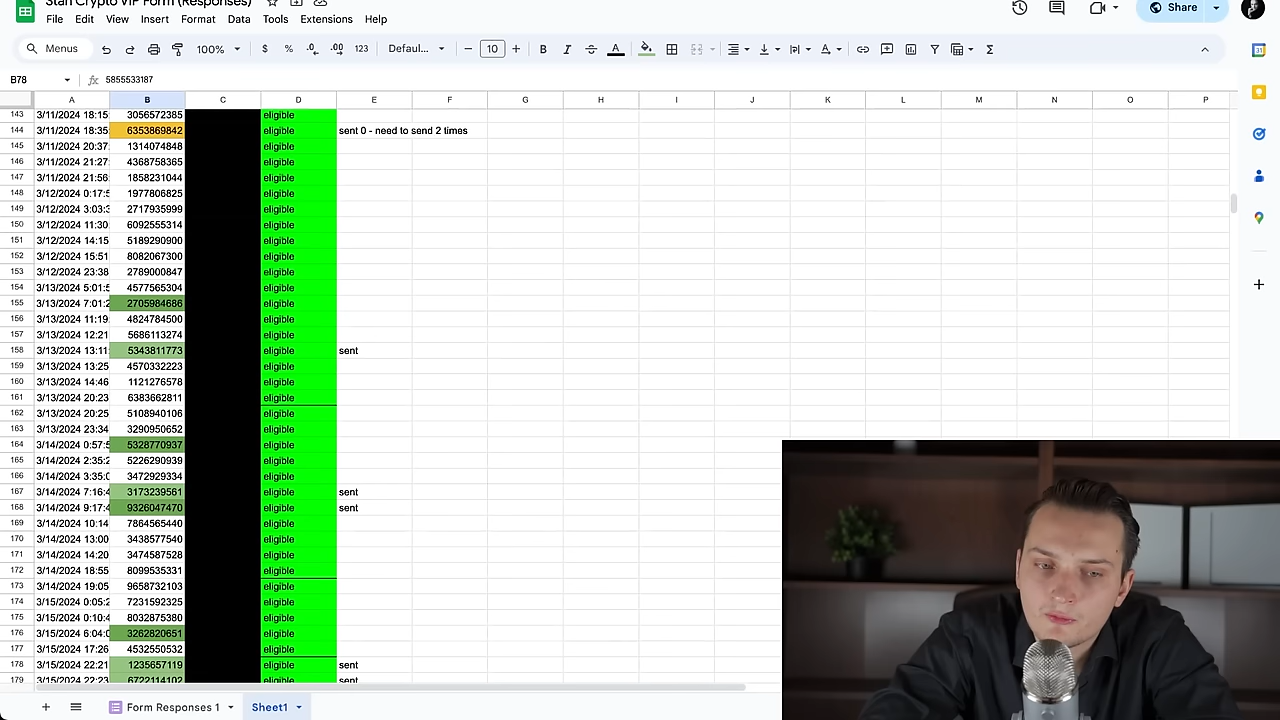 Stan Crypto VIP Form (Responses)
File Edit View Insert Format Data Tools Extensions Help
Share
Menus 100% $ % .0 .00 123 Defaul... 10 B I A
B78 5855533187
A B C D E F G H I J K L M N O P
143 3/11/2024 18:15: 3056572385 eligible
144 3/11/2024 18:35: 6353869842 eligible sent 0 - need to send 2 times
145 3/11/2024 20:37: 1314074848 eligible
146 3/11/2024 21:27: 4368758365 eligible
147 3/11/2024 21:56: 1858231044 eligible
148 3/12/2024 0:17:5 1977806825 eligible
149 3/12/2024 3:03:3 2717935999 eligible
150 3/12/2024 11:30: 6092555314 eligible
151 3/12/2024 14:15: 5189290900 eligible
152 3/12/2024 15:51: 8082067300 eligible
153 3/12/2024 23:38: 2789000847 eligible
154 3/13/2024 5:01:5 4577565304 eligible
155 3/13/2024 7:01:2 2705984686 eligible
156 3/13/2024 11:19: 4824784500 eligible
157 3/13/2024 12:21: 5686113274 eligible
158 3/13/2024 13:11: 5343811773 eligible sent
159 3/13/2024 13:25: 4570332223 eligible
160 3/13/2024 14:46: 1121276578 eligible
161 3/13/2024 20:23: 6383662811 eligible
162 3/13/2024 20:25: 5108940106 eligible
163 3/13/2024 23:34: 3290950652 eligible
164 3/14/2024 0:57:5 5328770937 eligible
165 3/14/2024 2:35:2 5226290939 eligible
166 3/14/2024 3:35:0 3472929334 eligible
167 3/14/2024 7:16:4 3173239561 eligible sent
168 3/14/2024 9:17:4 9326047470 eligible sent
169 3/14/2024 10:14: 7864565440 eligible
170 3/14/2024 13:00: 3438577540 eligible
171 3/14/2024 14:20: 3474587528 eligible
172 3/14/2024 18:55: 8099535331 eligible
173 3/14/2024 19:05: 9658732103 eligible
174 3/15/2024 0:05:2 7231592325 eligible
175 3/15/2024 0:10:4 8032875380 eligible
176 3/15/2024 6:04:0 3262820651 eligible
177 3/15/2024 17:26: 4532550532 eligible
178 3/15/2024 22:21: 1235657119 eligible sent
179 3/15/2024 22:23: 6722114102 eligible sent
Form Responses 1 Sheet1